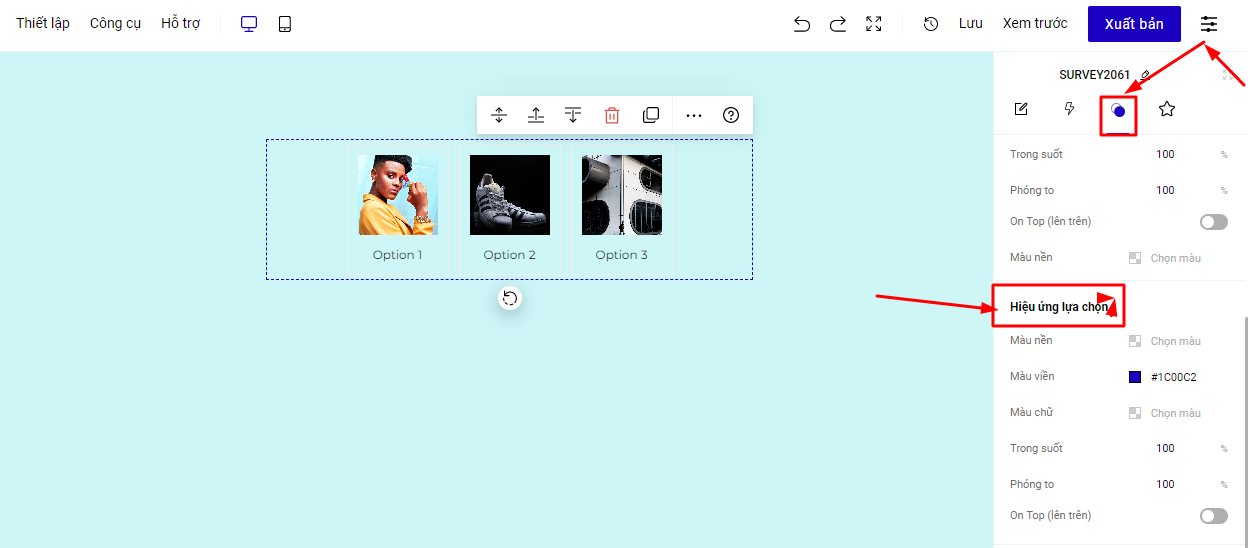 Thiết lập Công cụ Hỗ trợ Lưu Xem trước Xuất bản
SURVEY2061
Trong suốt 100 %
Phóng to 100 %
On Top (lên trên)
Màu nền Chọn màu
Option 1 Option 2 Option 3
Hiệu ứng lựa chọn
Màu nền Chọn màu
Màu viền #1C00C2
Màu chữ Chọn màu
Trong suốt 100 %
Phóng to 100 %
On Top (lên trên)